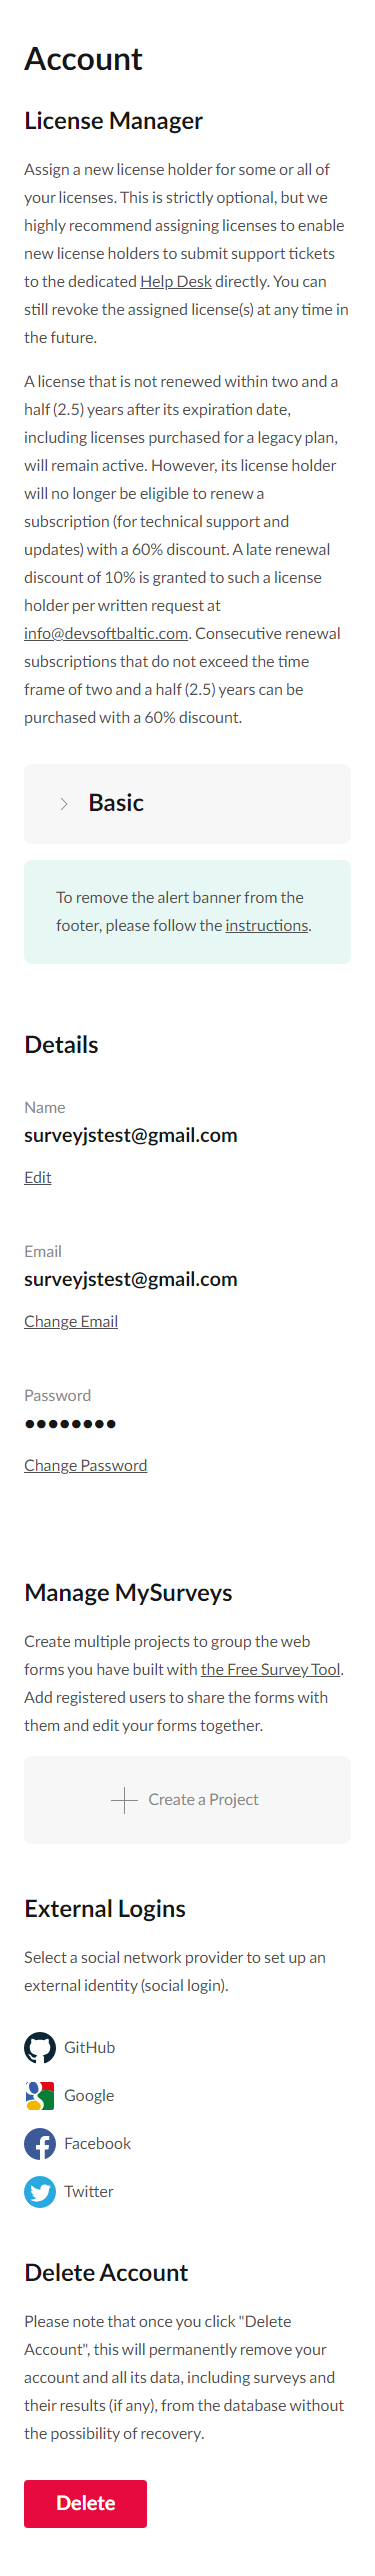 Account
License Manager
Assign a new license holder for some or all of
your licenses. This is strictly optional, but we
highly recommend assigning licenses to enable
new license holders to submit support tickets
to the dedicated Help Desk directly. You can
still revoke the assigned license(s) at any time in
the future.
A license that is not renewed within two and a
half (2.5) years after its expiration date,
including licenses purchased for a legacy plan,
will remain active. However, its license holder
will no longer be eligible to renew a
subscription (for technical support and
updates) with a 60% discount. A late renewal
discount of 10% is granted to such a license
holder per written request at
info@devsoftbaltic.com. Consecutive renewal
subscriptions that do not exceed the time
frame of two and a half (2.5) years can be
purchased with a 60% discount.
Basic
To remove the alert banner from the
footer, please follow the instructions.
Details
Name
surveyjstest@gmail.com
Edit
Email
surveyjstest@gmail.com
Change Email
Password
●●●●●●●●
Change Password
Manage MySurveys
Create multiple projects to group the web
forms you have built with the Free Survey Tool.
Add registered users to share the forms with
them and edit your forms together.
Create a Project
External Logins
Select a social network provider to set up an
external identity (social login).
GitHub
Google
Facebook
Twitter
Delete Account
Please note that once you click "Delete
Account", this will permanently remove your
account and all its data, including surveys and
their results (if any), from the database without
the possibility of recovery.
Delete